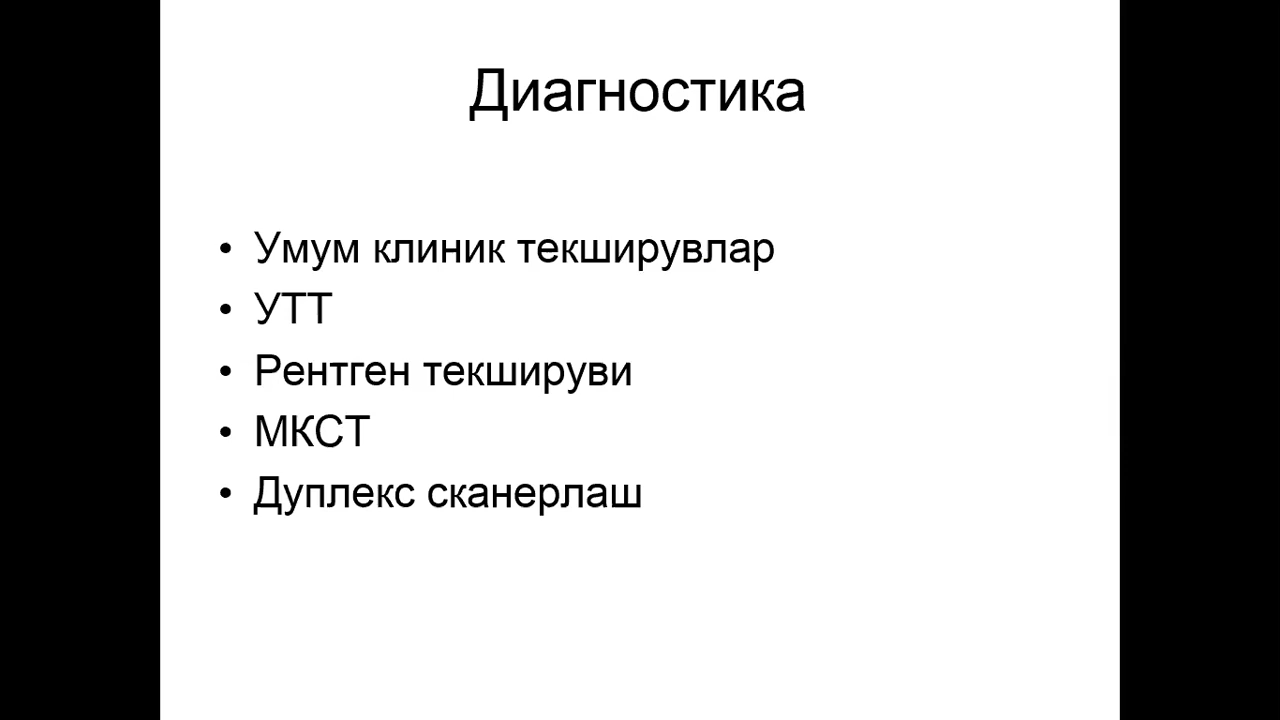 Диагностика
• Умум клиник текширувлар
• УТТ
• Рентген текшируви
• МКСТ
• Дуплекс сканерлаш